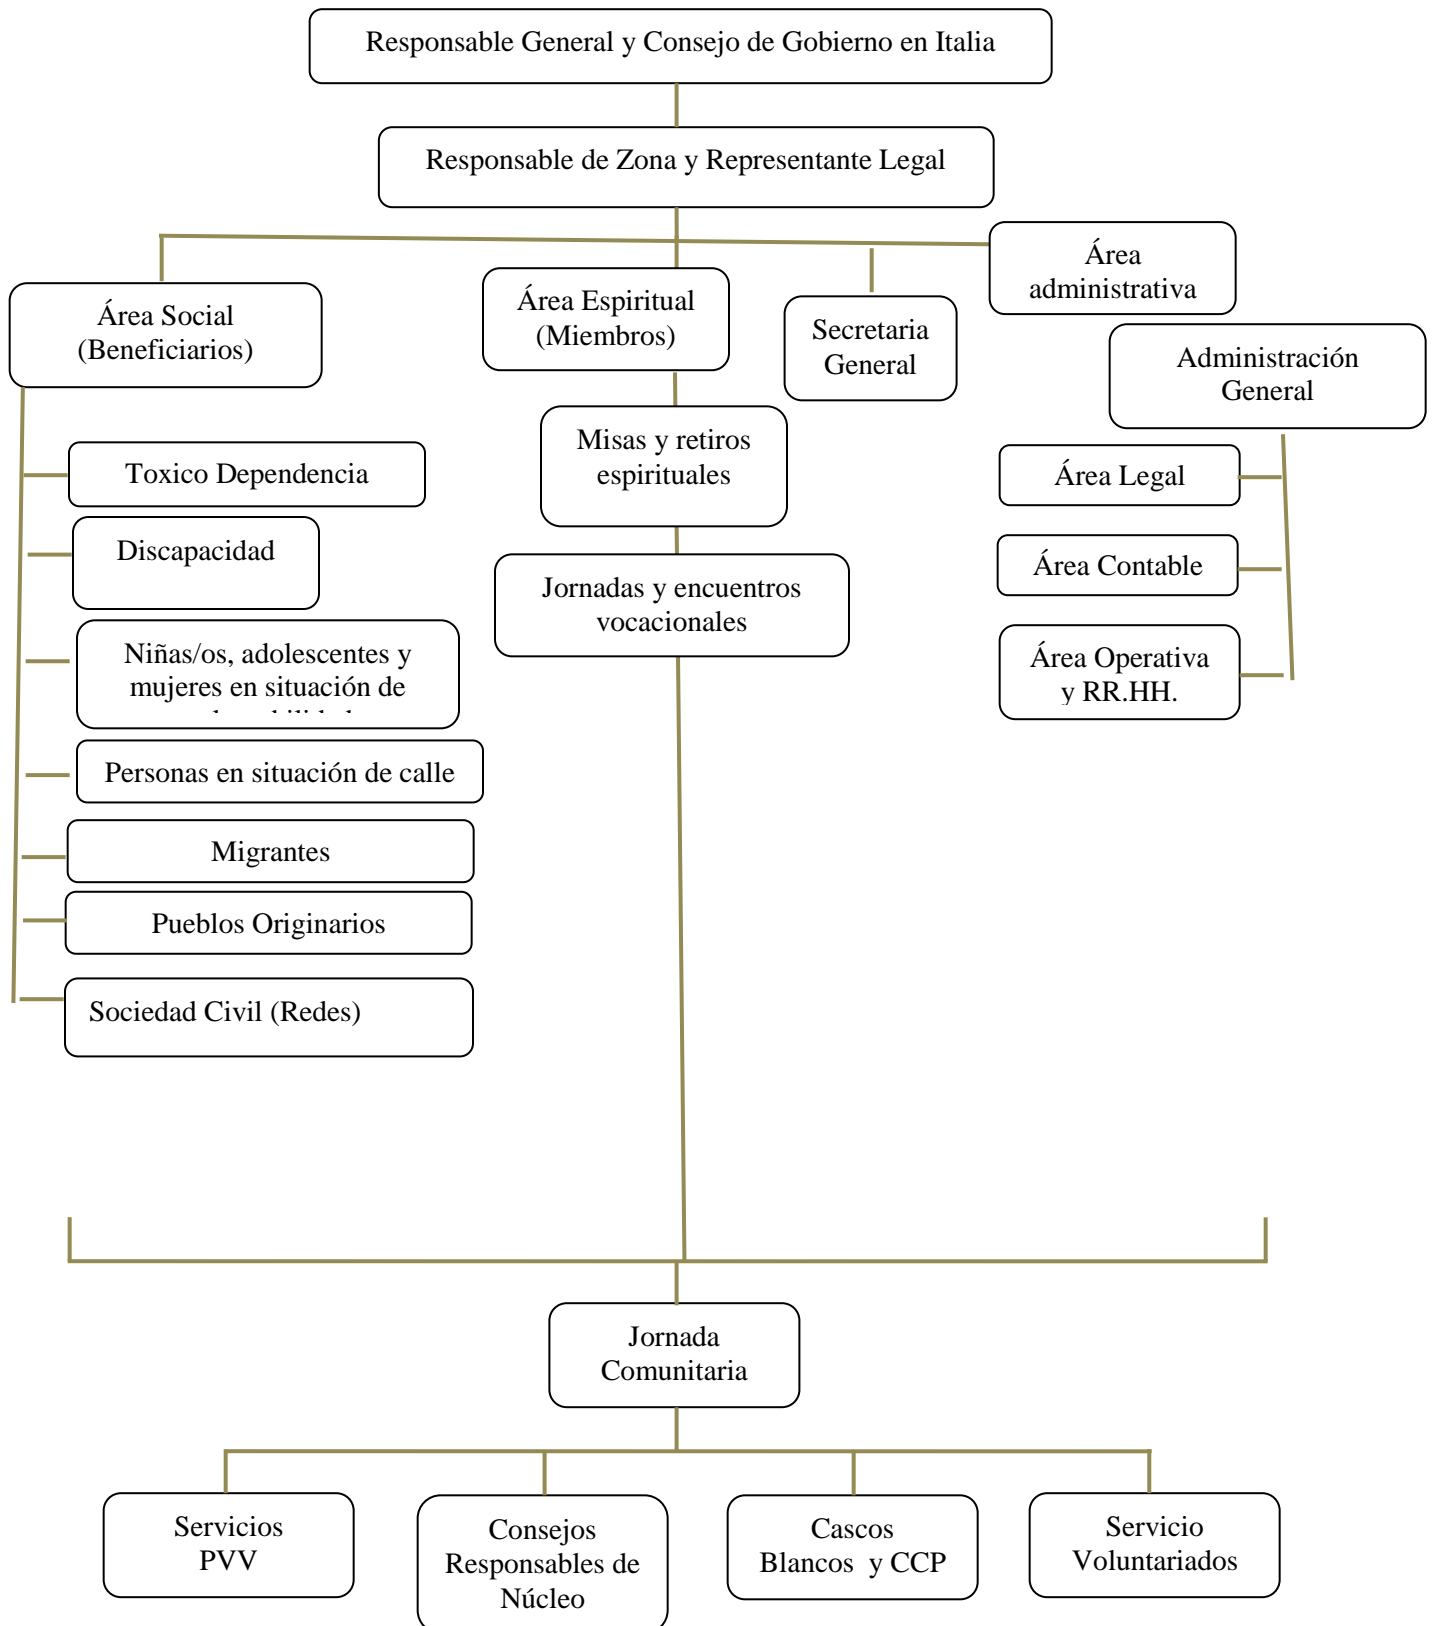 Responsable General y Consejo de Gobierno en Italia
Responsable de Zona y Representante Legal
Área
administrativa
Área Social
(Beneficiarios)
Área Espiritual
(Miembros)
Secretaria
General
Administración
General
Misas y retiros
espirituales
Toxico Dependencia
Área Legal
Discapacidad
Área Contable
Jornadas y encuentros
vocacionales
Niñas/os, adolescentes y
mujeres en situación de
Área Operativa
y RR.HH.
Personas en situación de calle
Migrantes
Pueblos Originarios
Sociedad Civil (Redes)
Jornada
Comunitaria
Servicios
PVV
Consejos
Responsables de
Núcleo
Cascos
Blancos y CCP
Servicio
Voluntariados